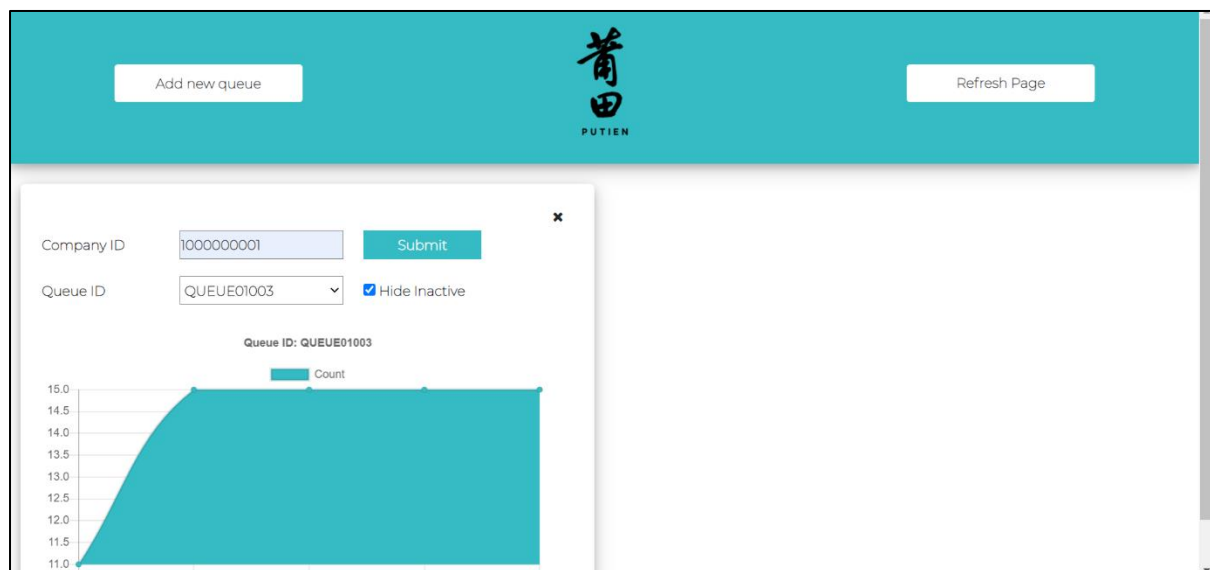 Add new queue
莆田
PUTIEN
Refresh Page
✖
Company ID 1000000001 Submit
Queue ID QUEUE01003 Hide Inactive
Queue ID: QUEUE01003
Count
15.0
14.5
14.0
13.5
13.0
12.5
12.0
11.5
11.0